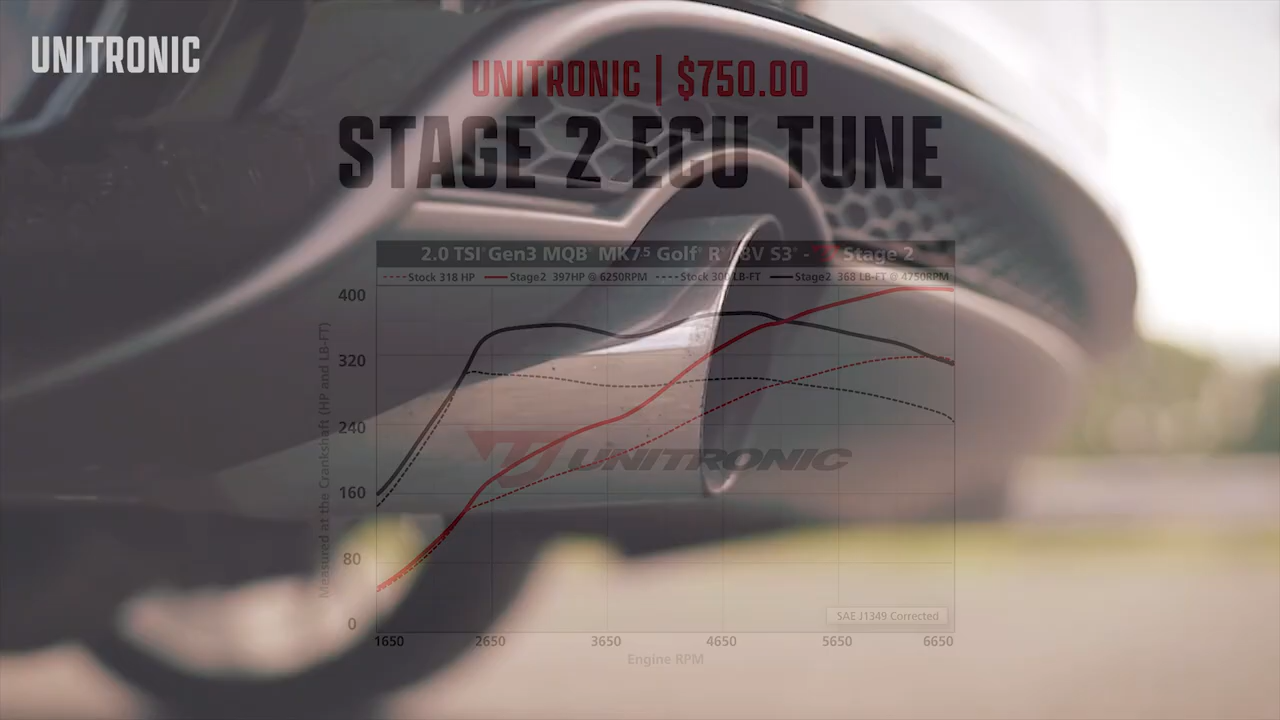 UNITRONIC
UNITRONIC | $750.00
STAGE 2 ECU TUNE
2.0 TSI® Gen3 MQB® MK7.5 Golf® R®/8V S3® - Stage 2
Stock 318 HP Stage2 397HP @ 6250RPM Stock 300 LB-FT Stage2 368 LB-FT @ 4750RPM
400
320
240
160
80
0
Measured at the Crankshaft (HP and LB-FT)
UNITRONIC
SAE J1349 Corrected
1650 2650 3650 4650 5650 6650
Engine RPM